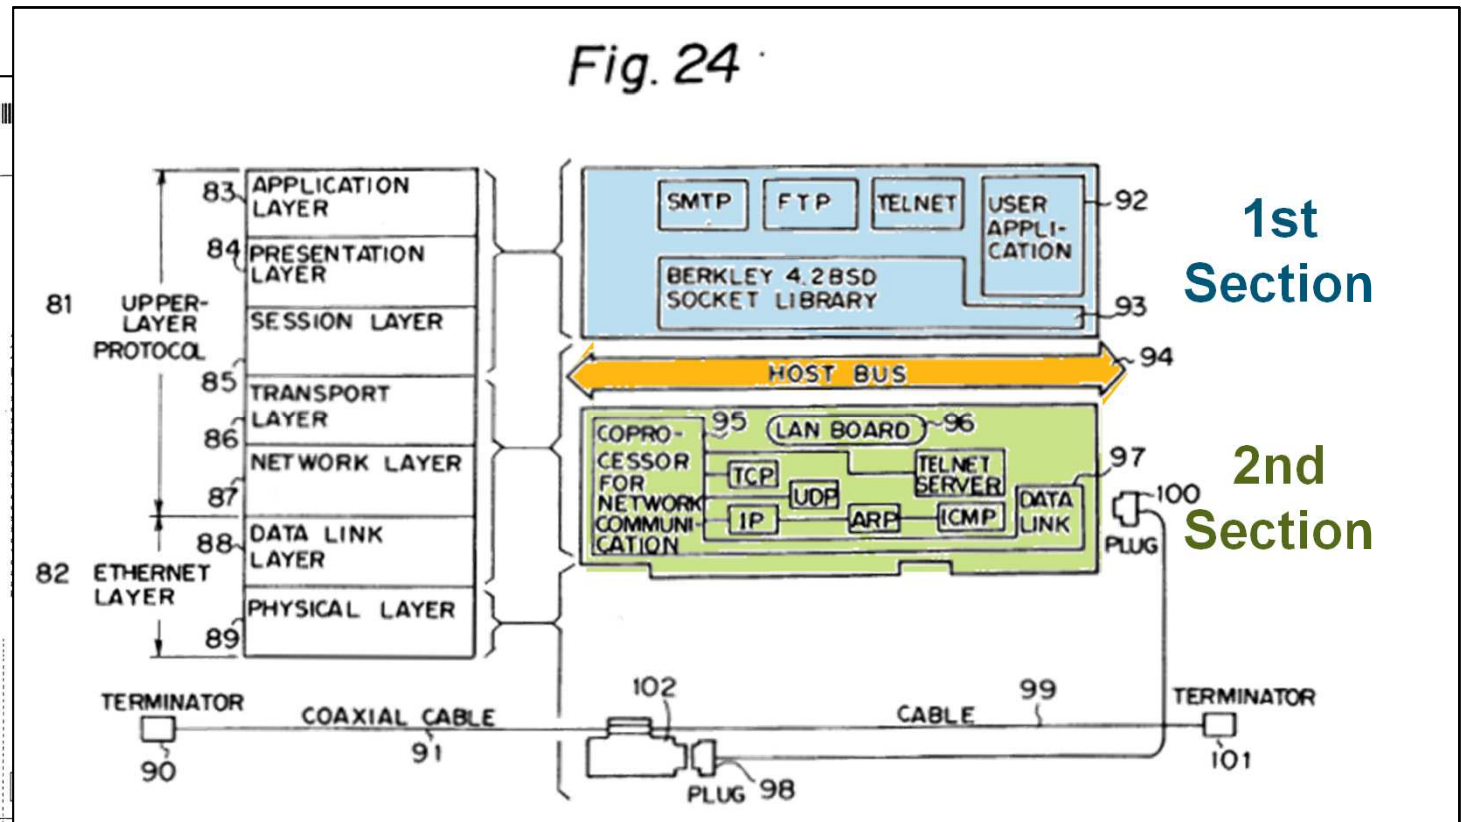 Fig. 24
83
APPLICATION
LAYER
84
PRESENTATION
LAYER
81
UPPER-
LAYER
PROTOCOL
SESSION LAYER
85
TRANSPORT
LAYER
86
NETWORK LAYER
87
88
DATA LINK
LAYER
82
ETHERNET
LAYER
PHYSICAL LAYER
89
SMTP
FTP
TELNET
USER
APPLI-
CATION
92
BERKLEY 4.2BSD
SOCKET LIBRARY
93
1st
Section
HOST BUS
94
COPRO-
CESSOR
FOR
NETWORK
COMMUNI-
CATION
95
LAN BOARD
96
TCP
UDP
IP
ARP
ICMP
TELNET
SERVER
DATA
LINK
97
2nd
Section
100
PLUG
TERMINATOR
90
COAXIAL CABLE
91
102
CABLE
99
TERMINATOR
101
PLUG 98